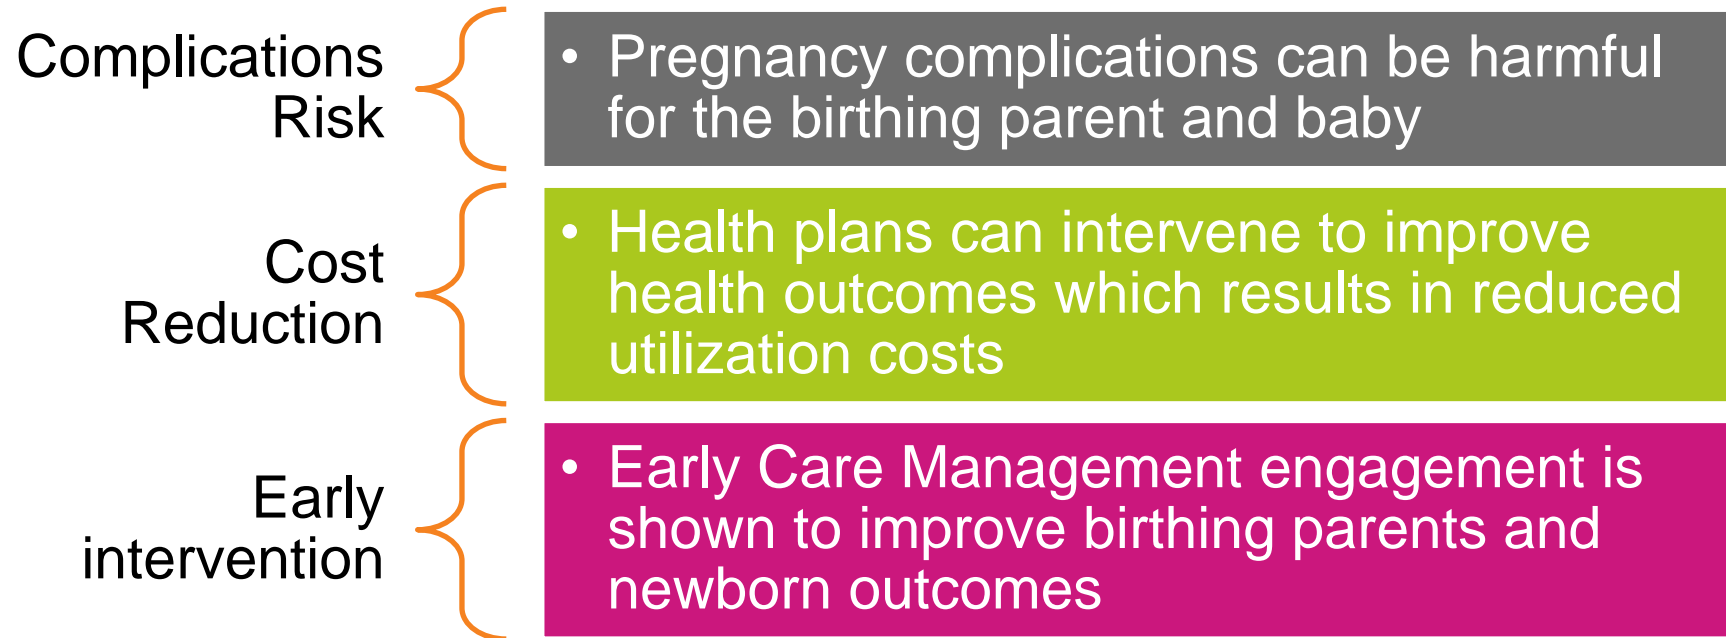 Complications
Risk
• Pregnancy complications can be harmful
for the birthing parent and baby
Cost
Reduction
• Health plans can intervene to improve
health outcomes which results in reduced
utilization costs
Early
intervention
• Early Care Management engagement is
shown to improve birthing parents and
newborn outcomes